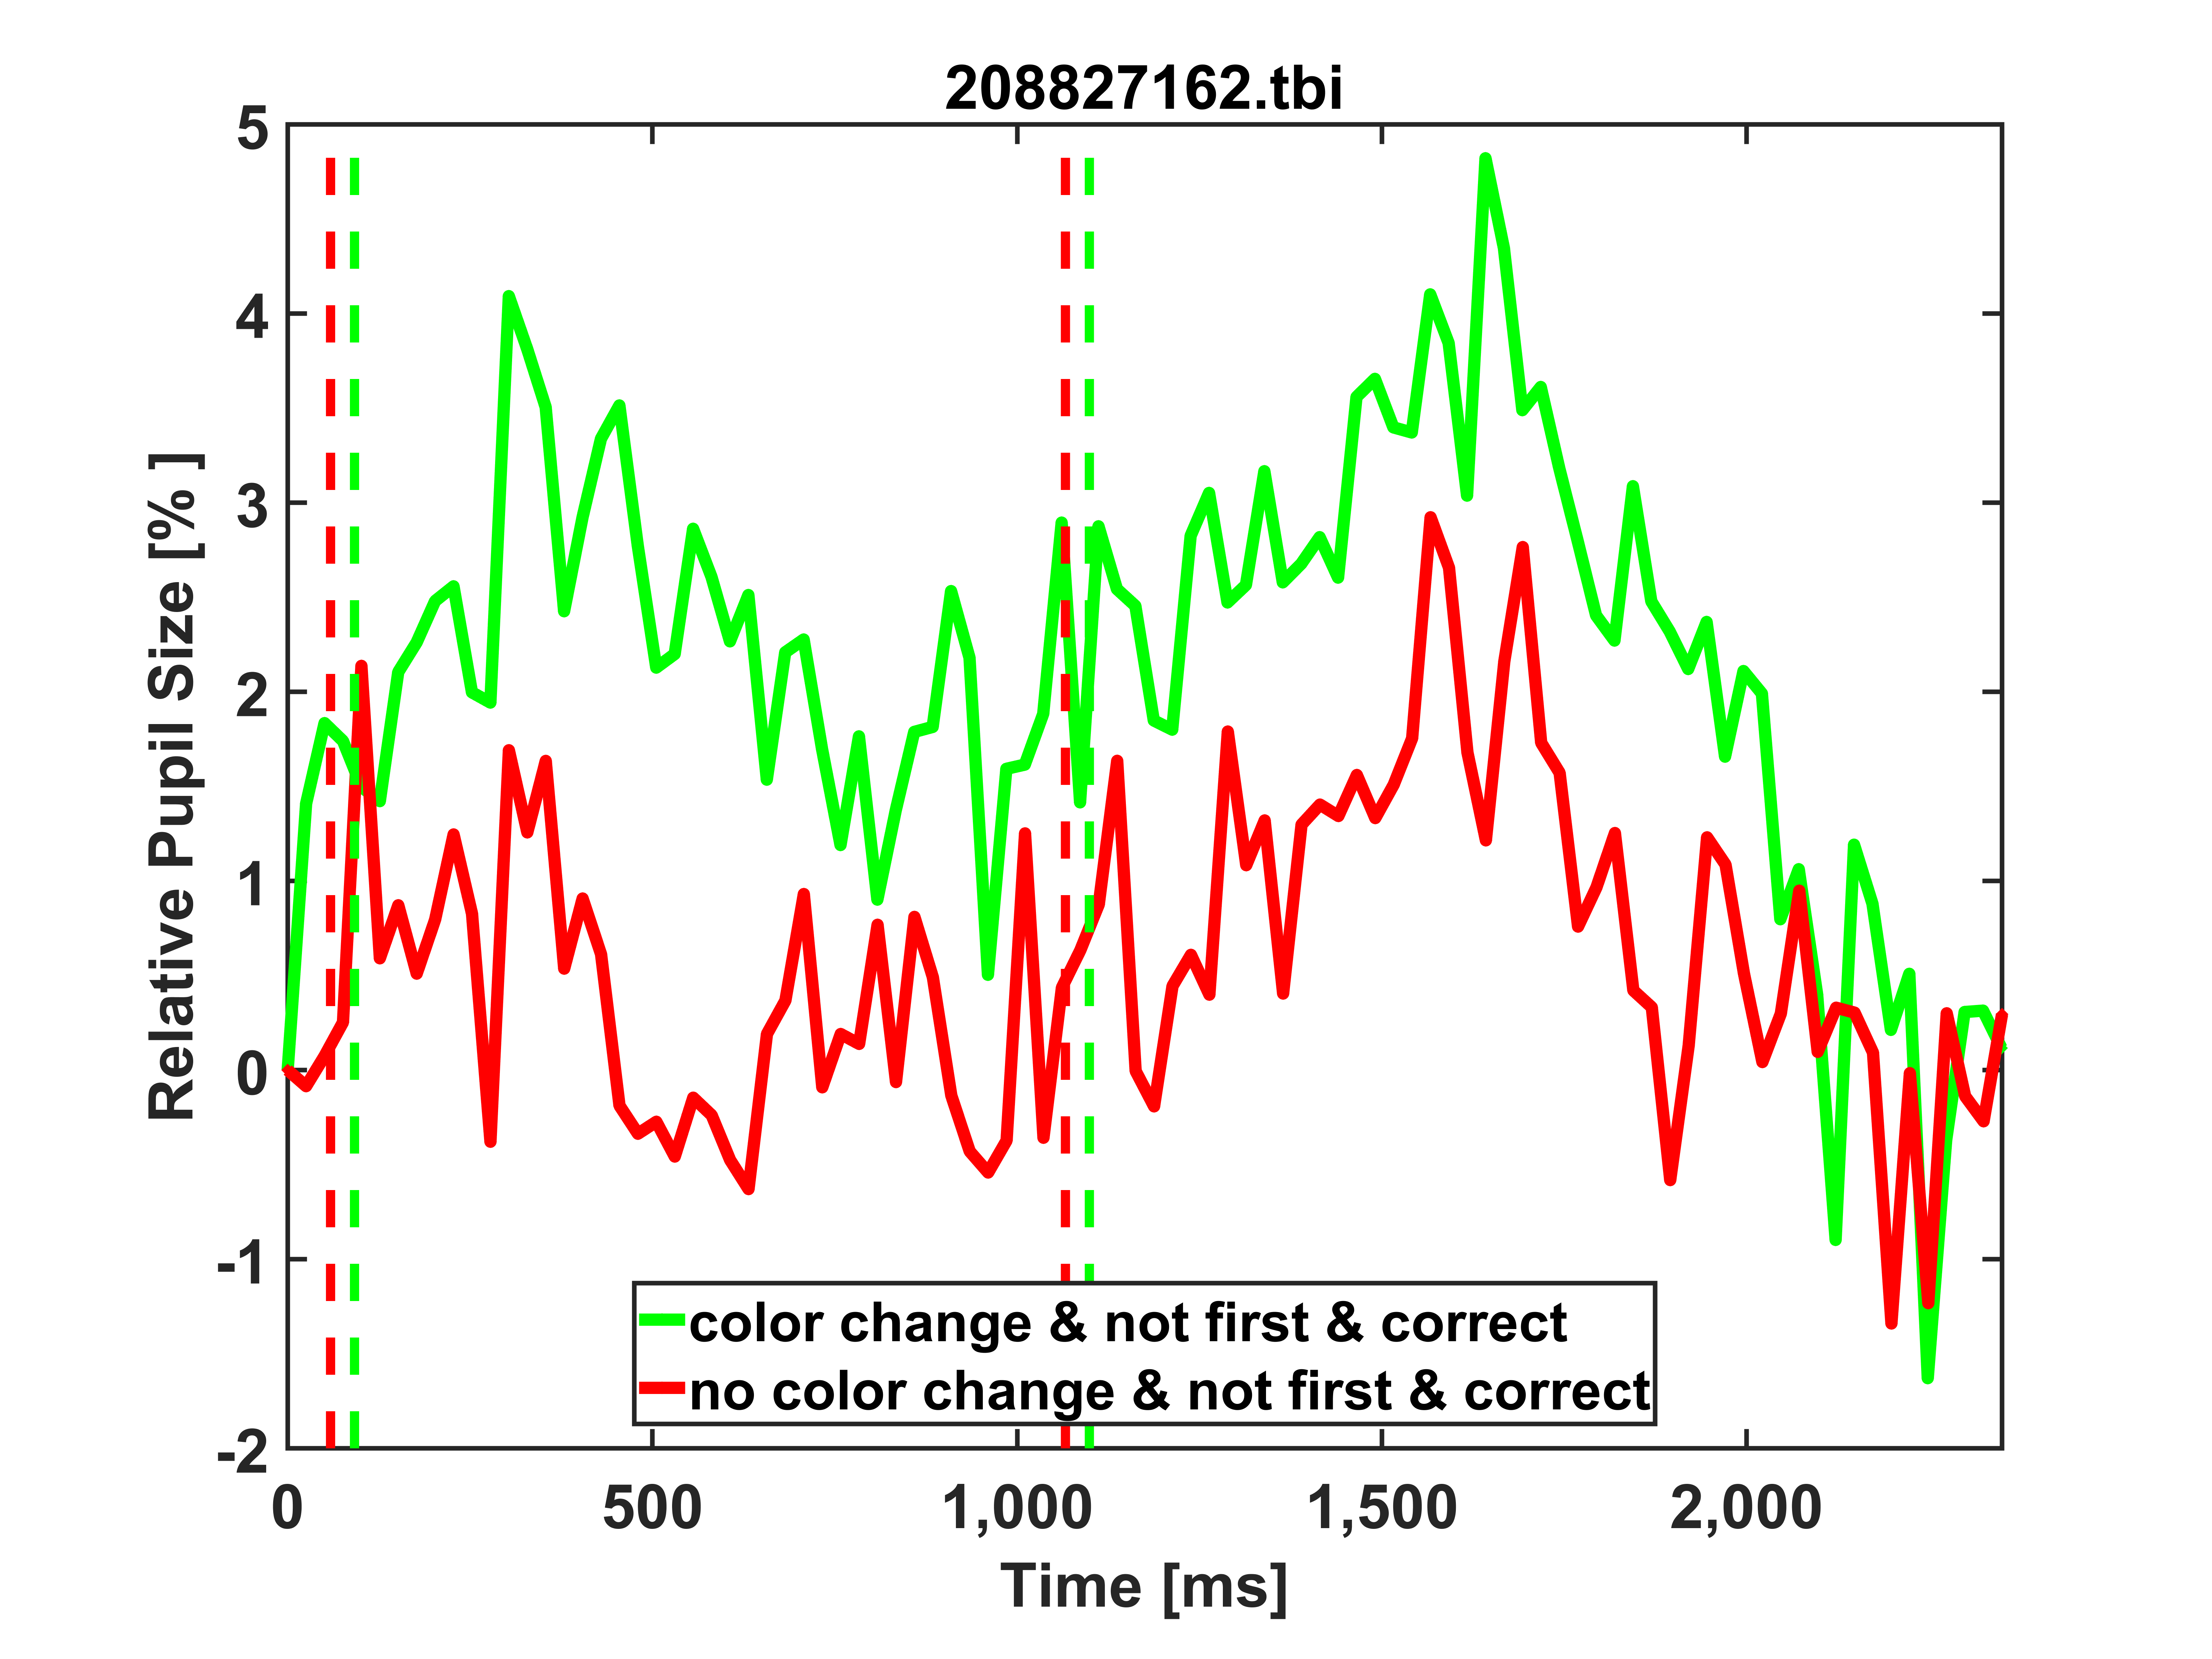 208827162.tbi
5
4
3
2
1
0
-1
-2
Relative Pupil Size [% ]
0 500 1,000 1,500 2,000
Time [ms]
color change & not first & correct
no color change & not first & correct